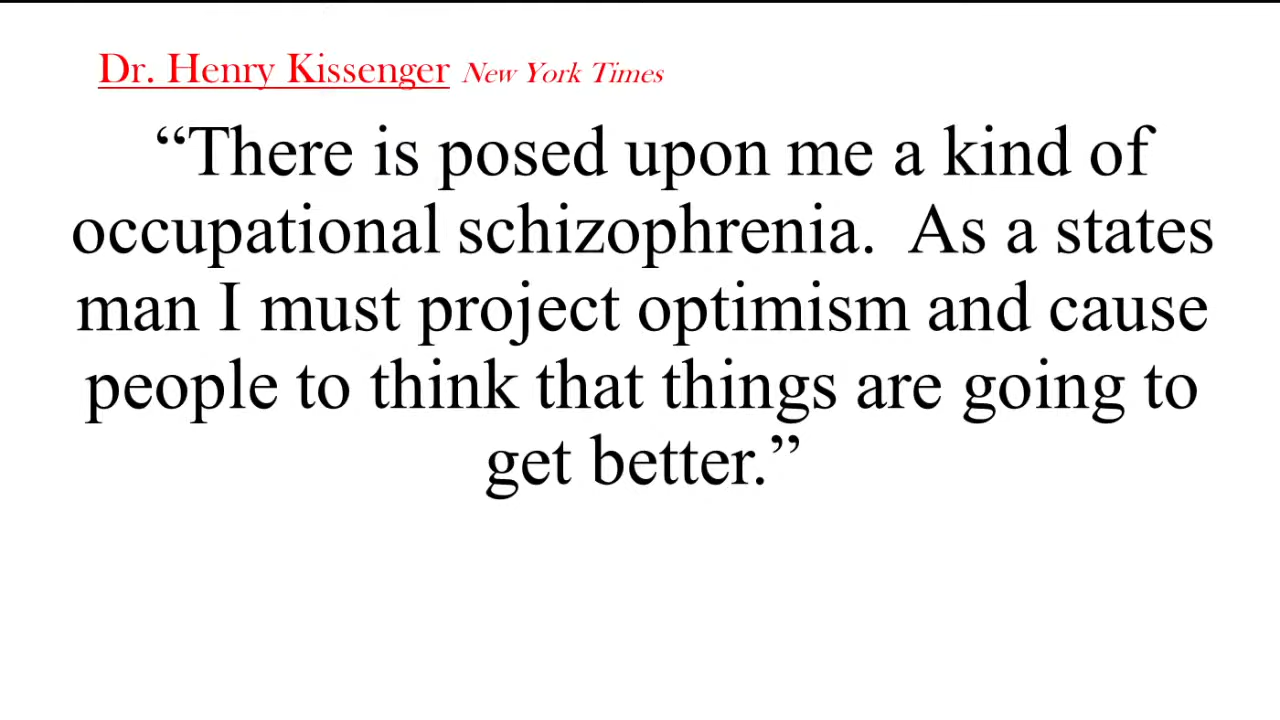 Dr. Henry Kissenger New York Times
“There is posed upon me a kind of
occupational schizophrenia.  As a states
man I must project optimism and cause
people to think that things are going to
get better.”